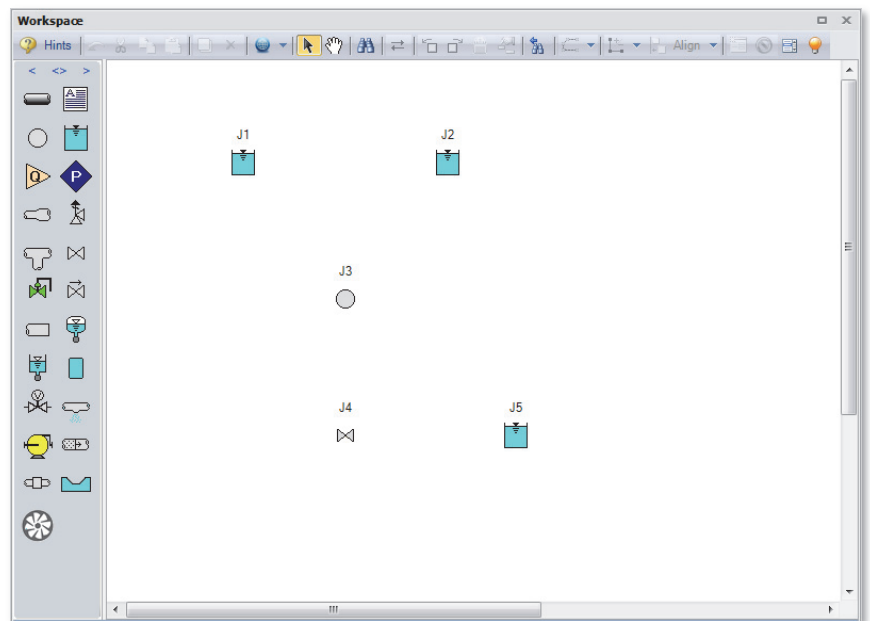 Workspace
Hints
Align
< <> >
A
J1 J2
Q P
J3
J4 J5
V